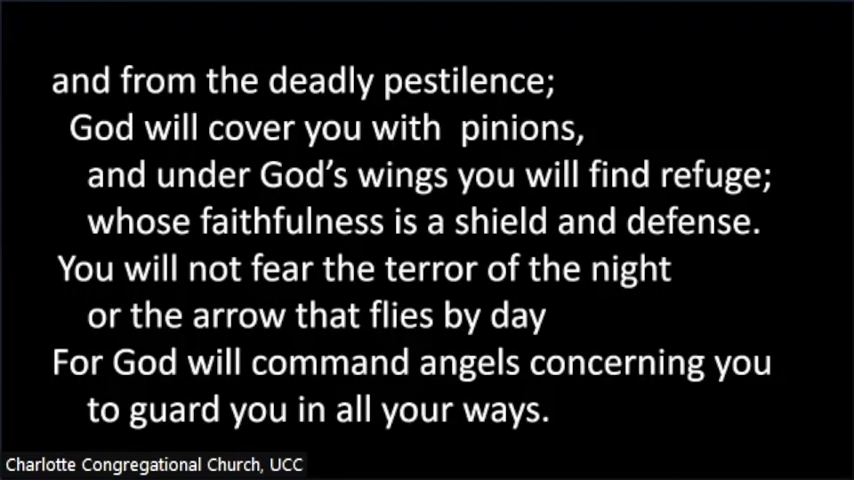 and from the deadly pestilence;
God will cover you with pinions,
and under God's wings you will find refuge;
whose faithfulness is a shield and defense.
You will not fear the terror of the night
or the arrow that flies by day
For God will command angels concerning you
to guard you in all your ways.
Charlotte Congregational Church, UCC